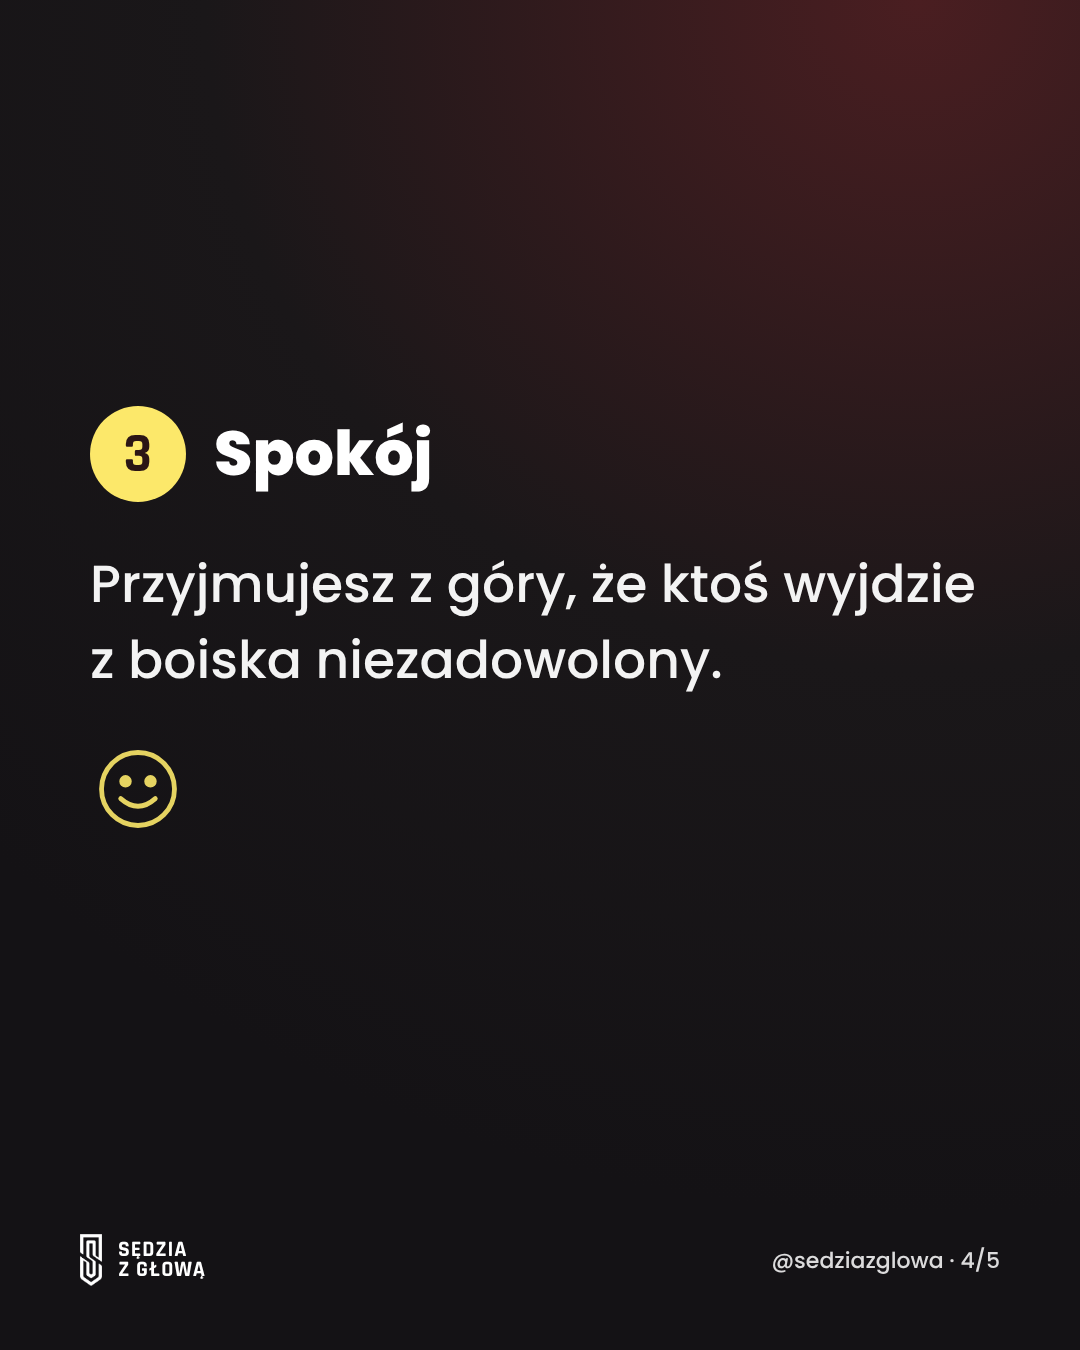 3 Spokój
Przyjmujesz z góry, że ktoś wyjdzie
z boiska niezadowolony.
SĘDZIA
Z GŁOWĄ
@sedziazglowa · 4/5